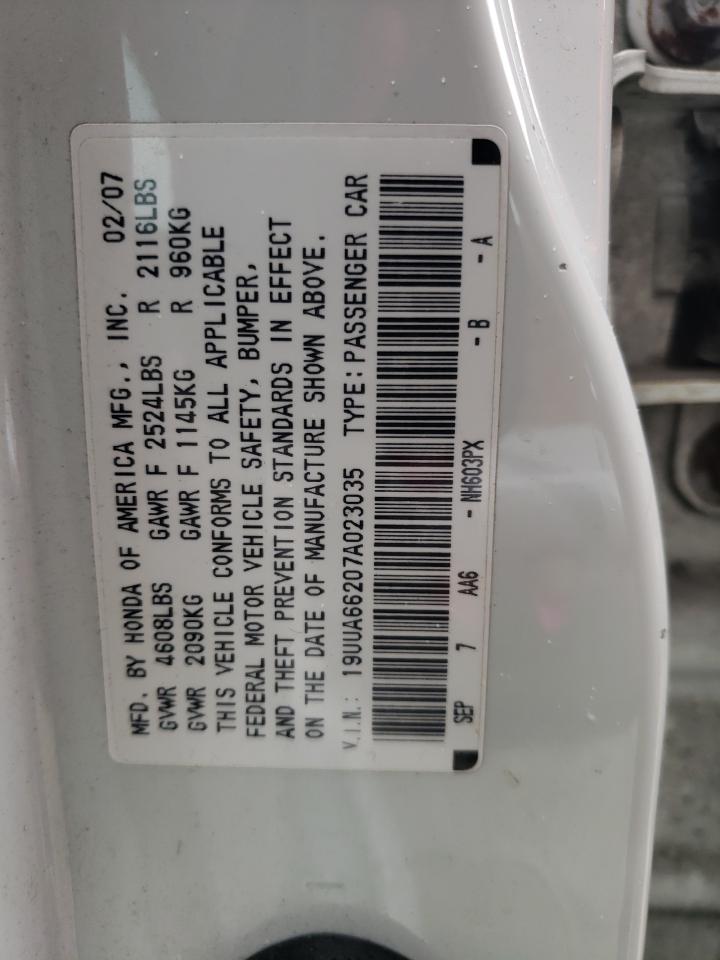 MFD. BY HONDA OF AMERICA MFG., INC. 02/07
GVWR 4608LBS GAWR F 2524LBS R 2116LBS
GVWR 2090KG GAWR F 1145KG R 960KG
THIS VEHICLE CONFORMS TO ALL APPLICABLE
FEDERAL MOTOR VEHICLE SAFETY, BUMPER,
AND THEFT PREVENTION STANDARDS IN EFFECT
ON THE DATE OF MANUFACTURE SHOWN ABOVE.
V.I.N.: 19UUA66207A023035 TYPE: PASSENGER CAR
SEP 7 AA6 - NH603PX - B - A